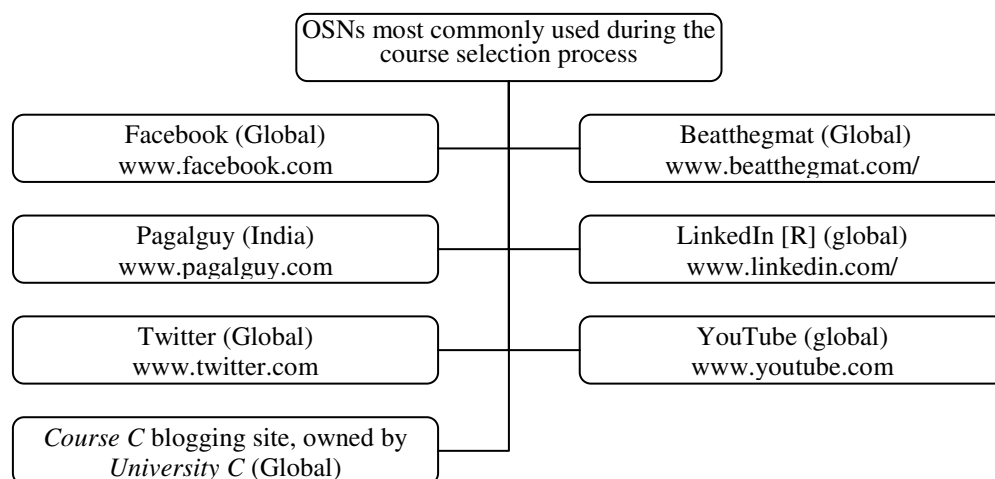 OSNs most commonly used during the
course selection process
Facebook (Global)
www.facebook.com
Beatthegmat (Global)
www.beatthegmat.com/
Pagalguy (India)
www.pagalguy.com
LinkedIn [R] (global)
www.linkedin.com/
Twitter (Global)
www.twitter.com
YouTube (global)
www.youtube.com
Course C blogging site, owned by
University C (Global)